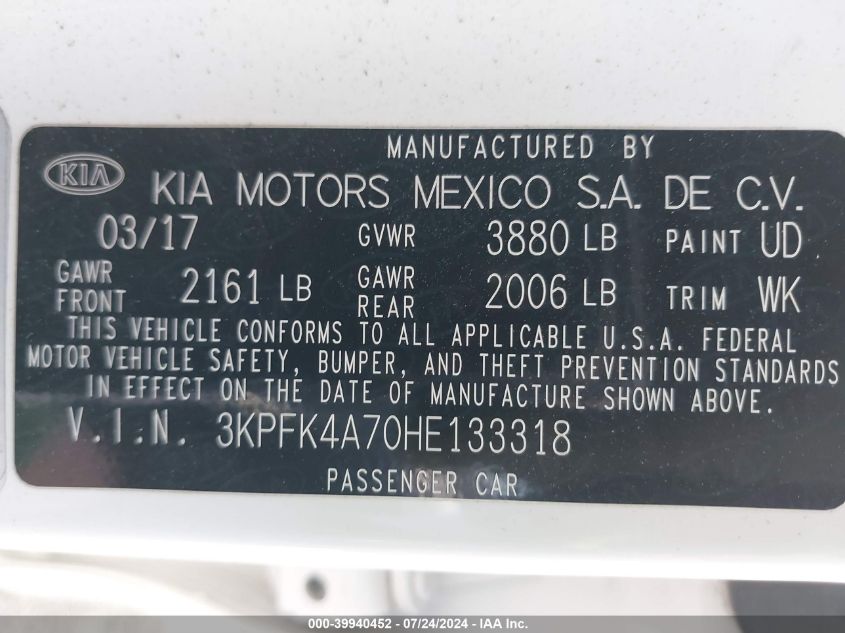 MANUFACTURED BY
KIA KIA MOTORS MEXICO S.A. DE C.V.
03/17 GVWR 3880 LB PAINT UD
GAWR FRONT 2161 LB GAWR REAR 2006 LB TRIM WK
THIS VEHICLE CONFORMS TO ALL APPLICABLE U.S.A. FEDERAL
MOTOR VEHICLE SAFETY, BUMPER, AND THEFT PREVENTION STANDARDS
IN EFFECT ON THE DATE OF MANUFACTURE SHOWN ABOVE.
V.I.N. 3KPFK4A70HE133318
PASSENGER CAR
000-39940452 - 07/24/2024 - IAA Inc.